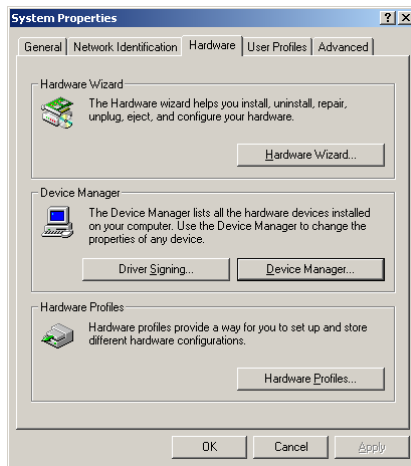 System Properties
General Network Identification Hardware User Profiles Advanced
Hardware Wizard
The Hardware wizard helps you install, uninstall, repair,
unplug, eject, and configure your hardware.
Hardware Wizard...
Device Manager
The Device Manager lists all the hardware devices installed
on your computer. Use the Device Manager to change the
properties of any device.
Driver Signing... Device Manager...
Hardware Profiles
Hardware profiles provide a way for you to set up and store
different hardware configurations.
Hardware Profiles...
OK Cancel Apply